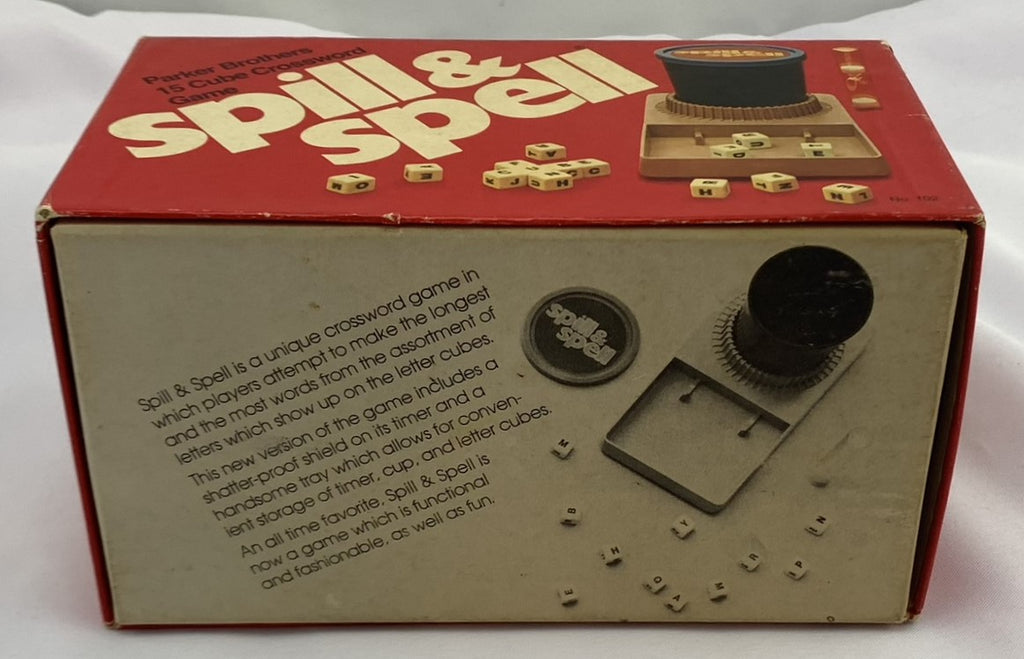 Parker Brothers
15 Cube Crossword
Game
spill &
spell
No. 102
Spill & Spell is a unique crossword game in
which players attempt to make the longest
and the most words from the assortment of
letters which show up on the letter cubes.
This new version of the game includes a
shatter-proof shield on its timer and a
handsome tray which allows for conven-
ient storage of timer, cup, and letter cubes.
An all time favorite, Spill & Spell is
now a game which is functional
and fashionable, as well as fun.
spill &
spell
M
B
Y
N
H
R
P
E
Q
A
M